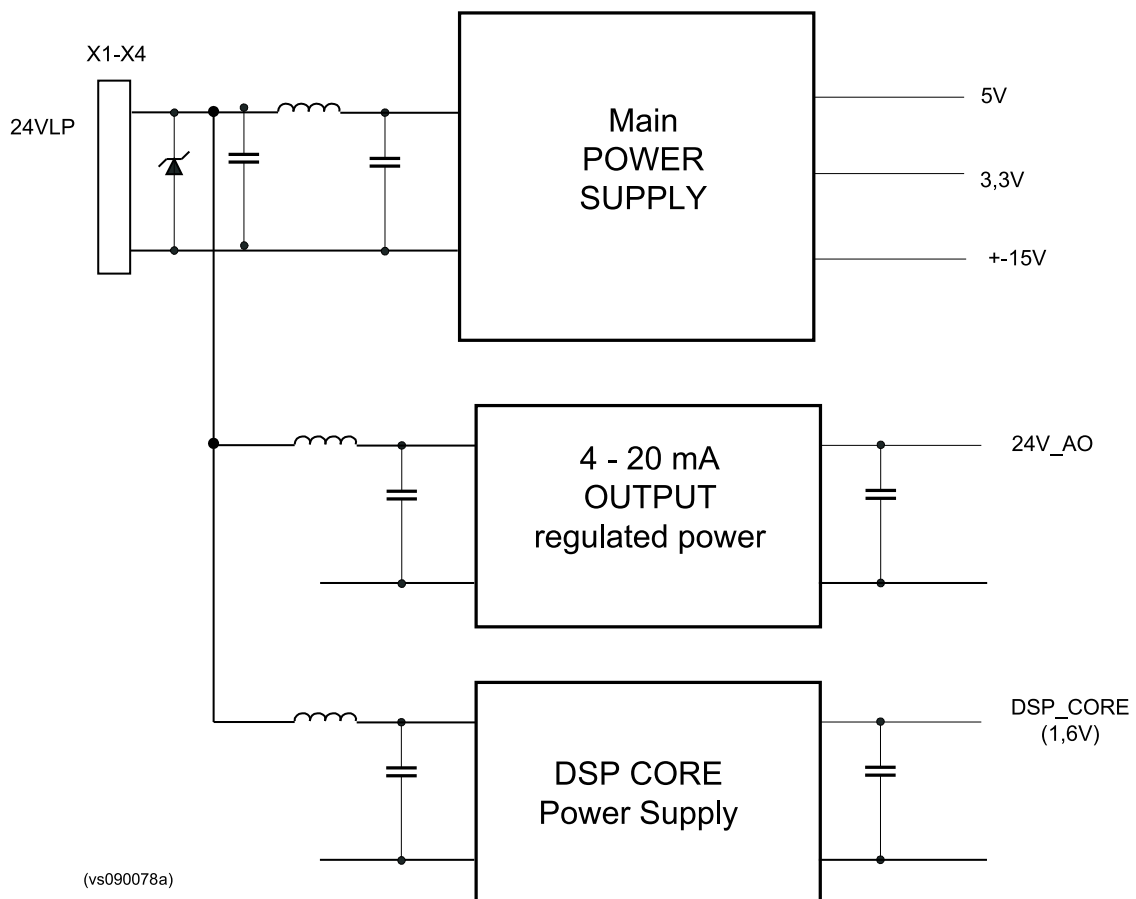 X1-X4
24VLP
Main
POWER
SUPPLY
5V
3,3V
+-15V
4 - 20 mA
OUTPUT
regulated power
24V_AO
DSP CORE
Power Supply
DSP_CORE
(1,6V)
(vs090078a)